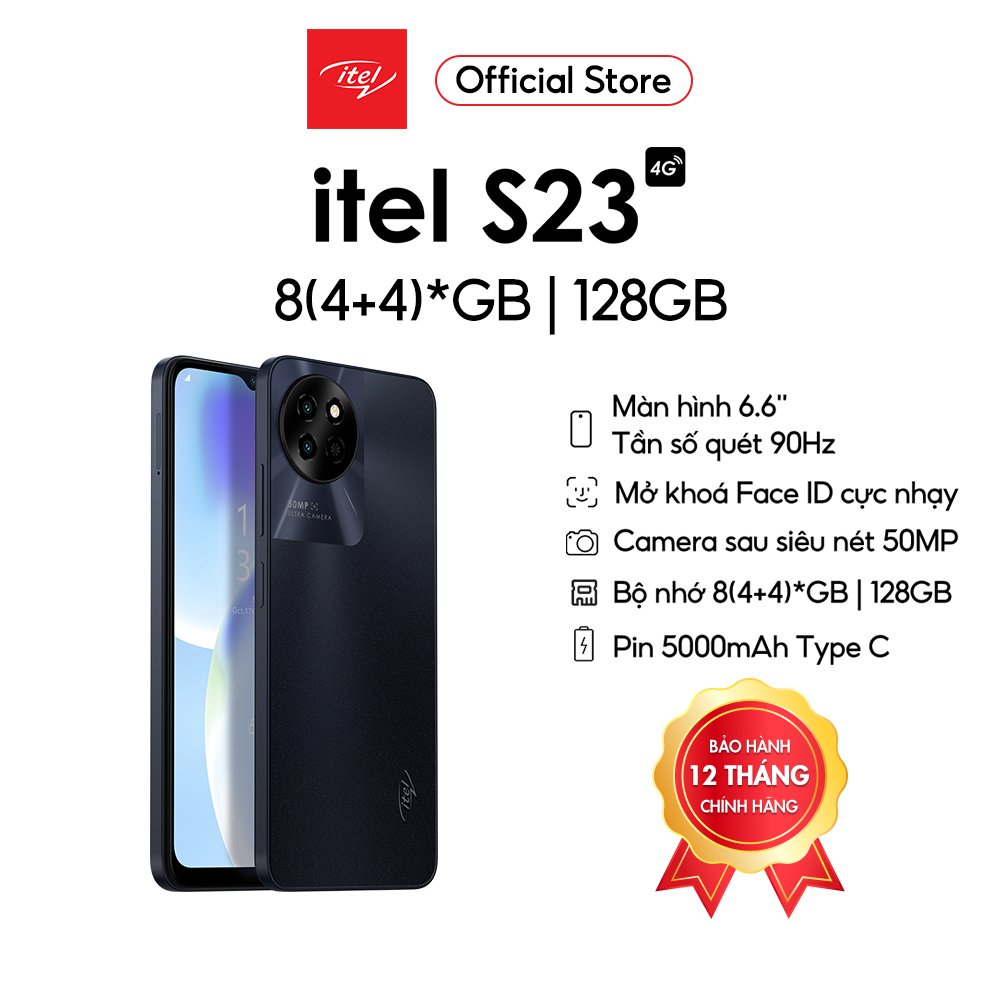 itel
Official Store
itel S23 4G
8(4+4)*GB | 128GB
Màn hình 6.6"
Tần số quét 90Hz
Mở khoá Face ID cực nhạy
Camera sau siêu nét 50MP
Bộ nhớ 8(4+4)*GB | 128GB
Pin 5000mAh Type C
50MP
ULTRA CAMERA
itel
BẢO HÀNH
12 THÁNG
CHÍNH HÃNG